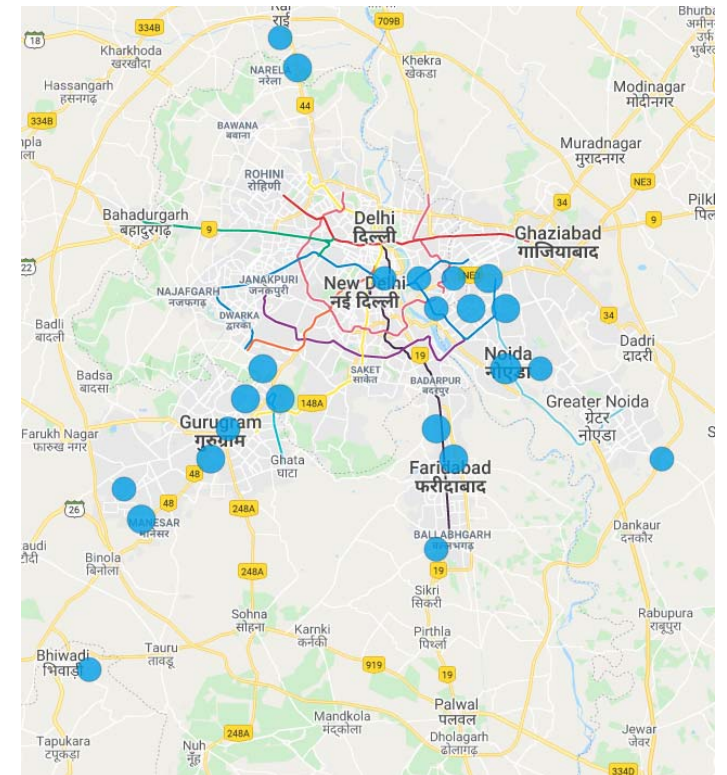 राई
334B
709B
18
Kharkhoda
खरखौदा
Khekra
खेकडा
NARELA
नरेला
Hassangarh
हसनगढ़
44
Modinagar
मोदीनगर
334B
BAWANA
बवाना
Muradnagar
मुरादनगर
ROHINI
रोहिणी
NE3
34
Bahadurgarh
बहादुरगढ़
9
Delhi
दिल्ली
Ghaziabad
गाजियाबाद
9
22
NAJAFGARH
नजफगढ़
JANAKPURI
जनकपुरी
New Delhi
नई दिल्ली
NE3
DWARKA
द्वारका
34
Badli
बादली
19
Noida
नोएडा
Dadri
दादरी
Badsa
बादसा
SAKET
साकेत
BADARPUR
बदरपुर
148A
Greater Noida
ग्रेटर
नोएडा
Farukh Nagar
फारुख नगर
Gurugram
गुरुग्राम
Ghata
घाटा
48
Faridabad
फरीदाबाद
26
48
248A
MANESAR
मानेसर
Dankaur
दनकौर
BALLABHGARH
Binola
बिनोला
248A
19
Sikri
सिकरी
Sohna
सोहना
Karnki
कर्नकी
Pirthla
Rabupura
Tauru
तावडू
Bhiwadi
भिवाड़ी
919
19
Palwal
पलवल
Mandkola
मंदकोला
248A
Dholagarh
ढोलागढ़
Jewar
जेवर
Tapukara
टपूकड़ा
Nuh
नूँह
334D